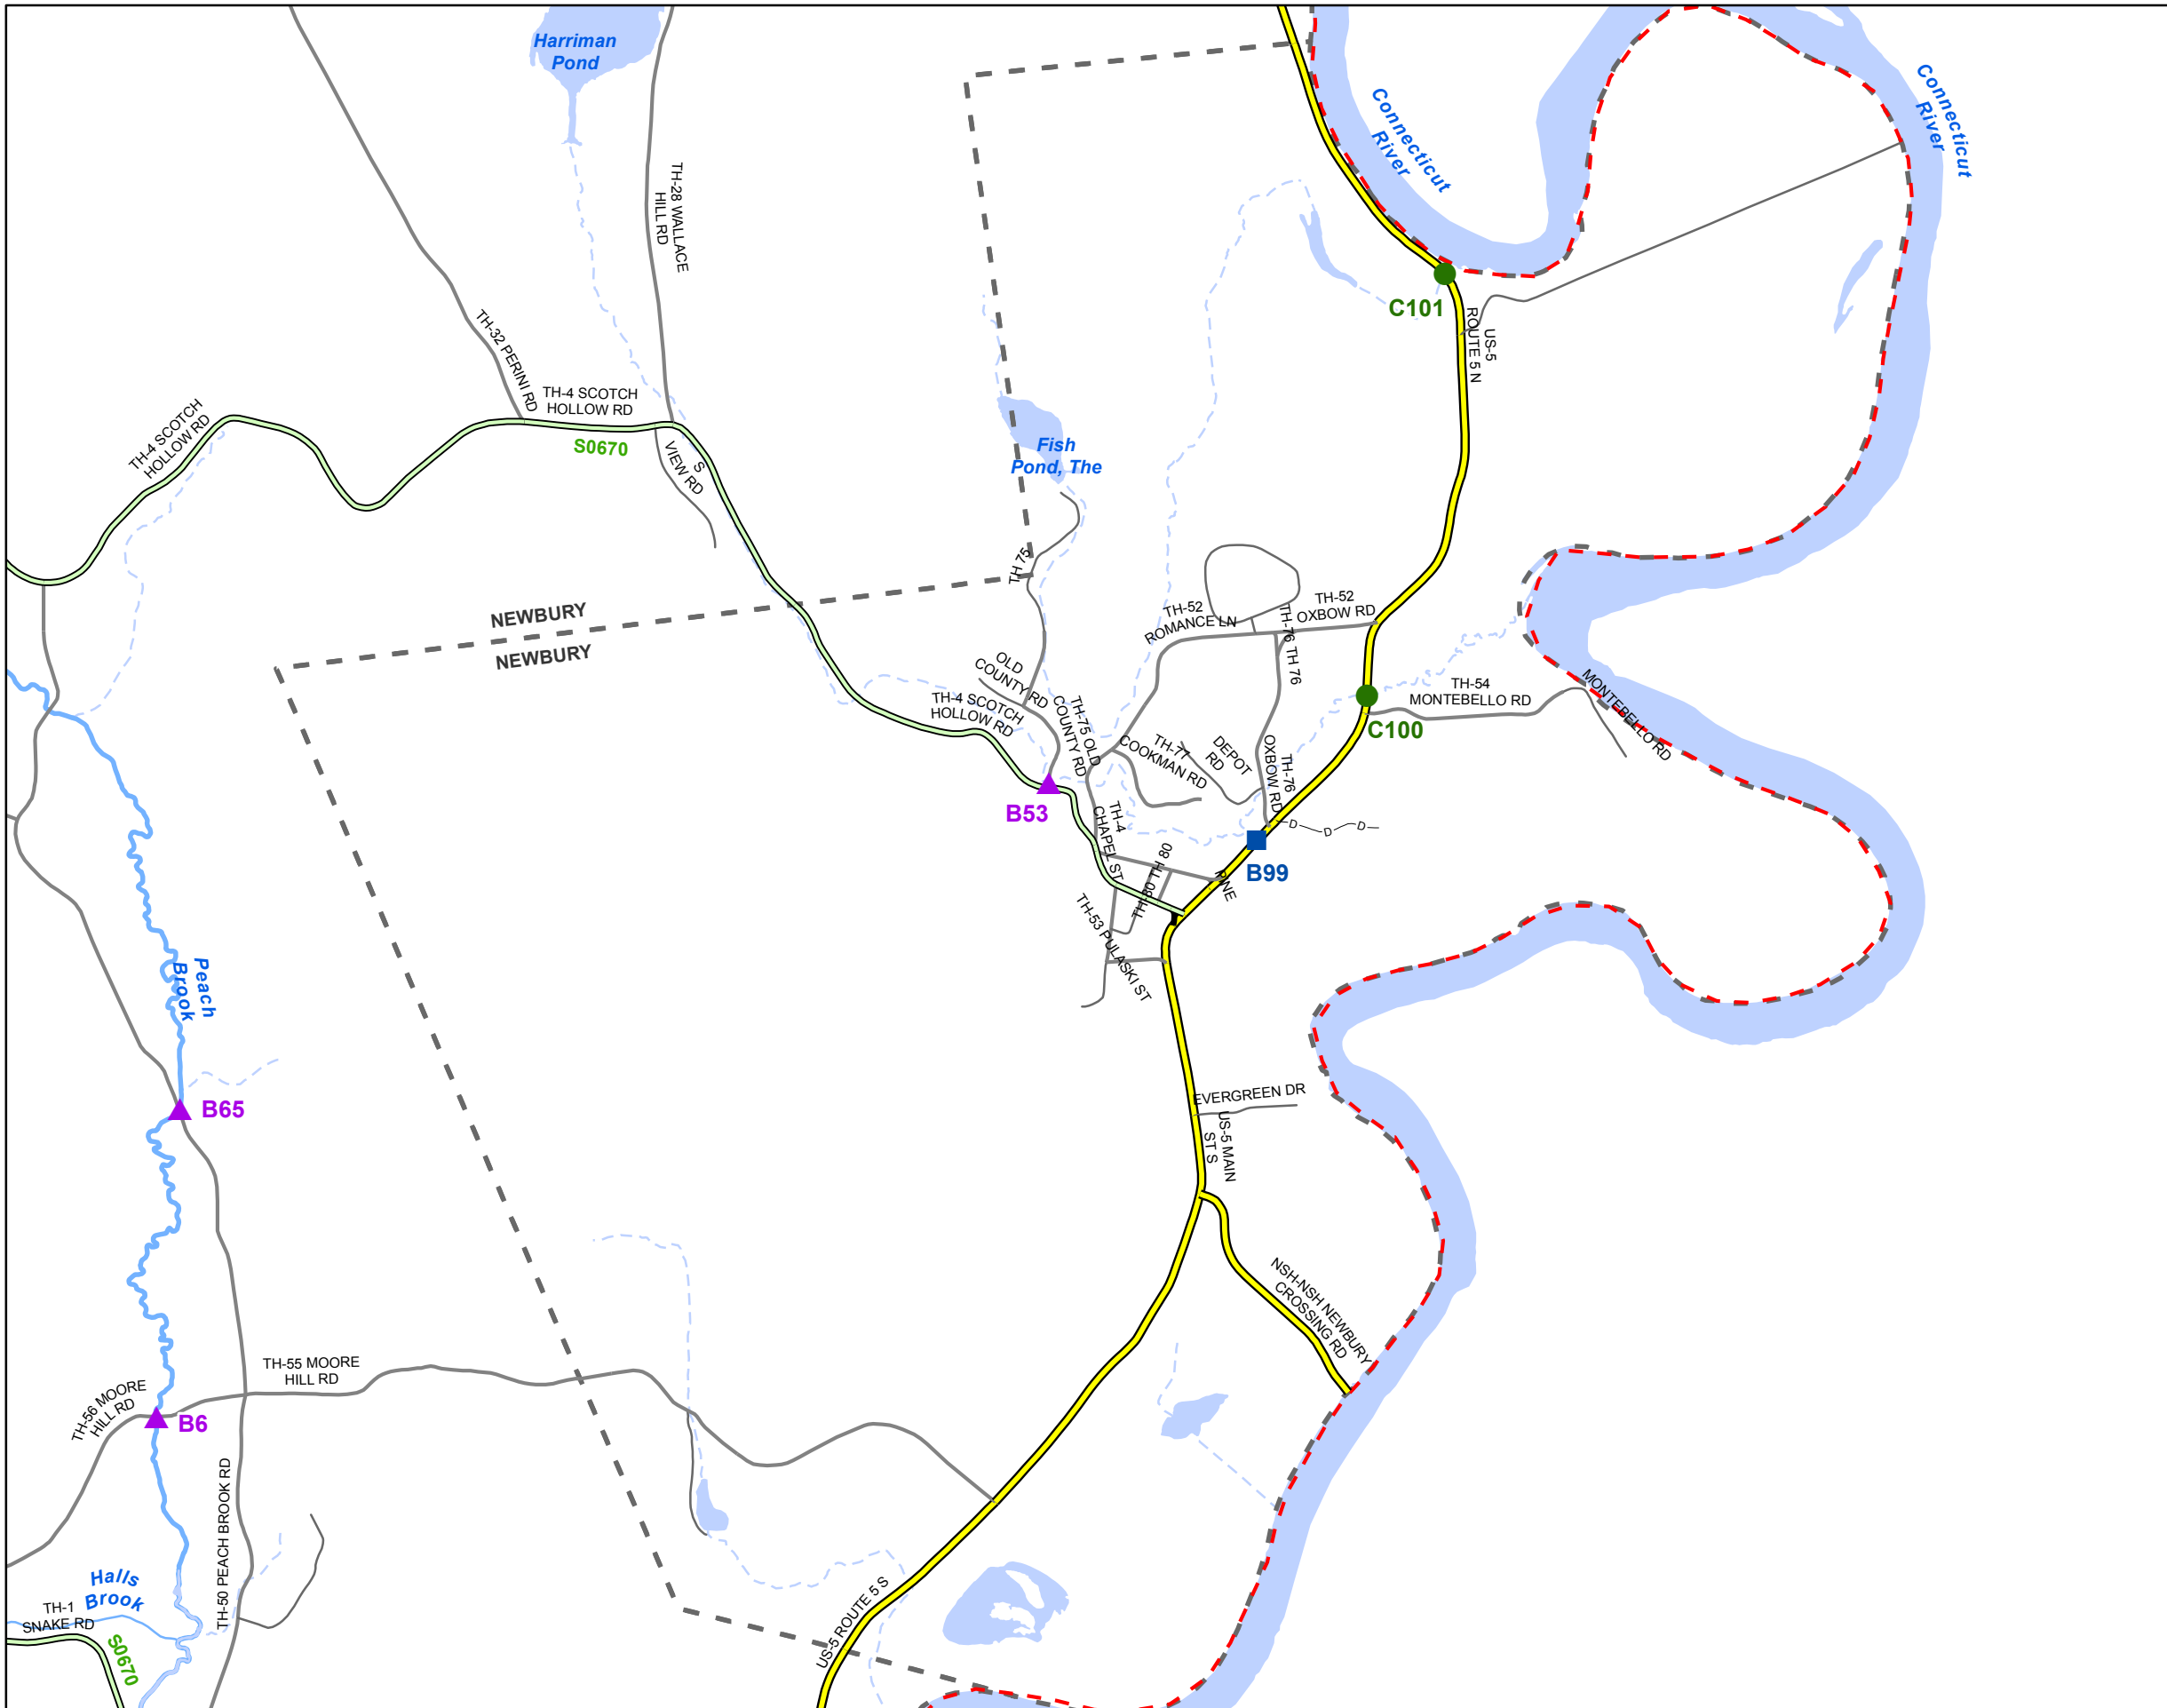 Harriman
Pond
Connecticut
River
Connecticut
River
TH-28 WALLACE
HILL RD
C101
US-5
ROUTE 5 N
TH-32 PERINI RD
TH-4 SCOTCH
HOLLOW RD
TH-4 SCOTCH
HOLLOW RD
S0670
S
VIEW RD
Fish
Pond, The
TH 75
NEWBURY
NEWBURY
TH-52
ROMANCE LN
TH-52
OXBOW RD
TH-76 TH 76
OLD
COUNTY RD
TH-4 SCOTCH
HOLLOW RD
TH-75 OLD
COUNTY RD
TH-54
MONTEBELLO RD
MONTEBELLO RD
C100
COOKMAN RD
TH-77
DEPOT
RD
TH-76
OXBOW RD
B53
TH-4
CHAPEL ST
D
D
D
B99
TH-80 TH 80
PINE
TH-53 PULASKI ST
Peach
Brook
B65
EVERGREEN DR
US-5 MAIN
ST S
NSH-NSH NEWBURY
CROSSING RD
TH-55 MOORE
HILL RD
TH-56 MOORE
HILL RD
B6
TH-50 PEACH BROOK RD
Halls
Brook
TH-1
SNAKE RD
S0670
US-5 ROUTE 5 S